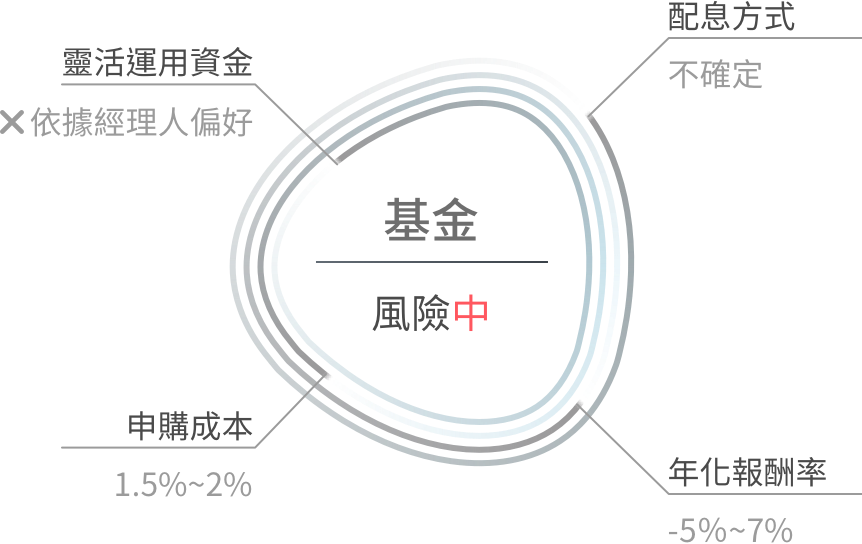 配息方式
不確定
靈活運用資金
✕依據經理人偏好
基金
風險中
申購成本
1.5%~2%
年化報酬率
-5%~7%